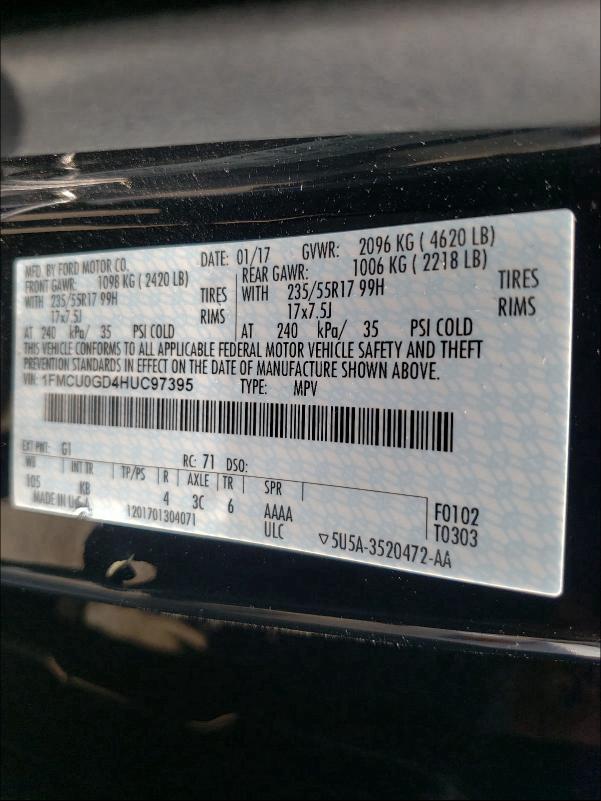 MFD. BY FORD MOTOR CO. DATE: 01/17 GVWR: 2096 KG ( 4620 LB)
FRONT GAWR: 1098 KG ( 2420 LB) REAR GAWR: 1006 KG ( 2218 LB)
WITH 235/55R17 99H TIRES WITH 235/55R17 99H TIRES
17x7.5J RIMS 17x7.5J RIMS
AT 240 kPa/ 35 PSI COLD AT 240 kPa/ 35 PSI COLD
THIS VEHICLE CONFORMS TO ALL APPLICABLE FEDERAL MOTOR VEHICLE SAFETY AND THEFT
PREVENTION STANDARDS IN EFFECT ON THE DATE OF MANUFACTURE SHOWN ABOVE.
VIN: 1FMCU0GD4HUC97395 TYPE: MPV
EXT PNT: G1 RC: 71 DSO:
WB INT TR TP/PS R AXLE TR SPR
105 KB 4 3C 6 AAAA F0102
MADE IN U.S.A. 1201701304071 ULC T0303
▽5U5A-3520472-AA